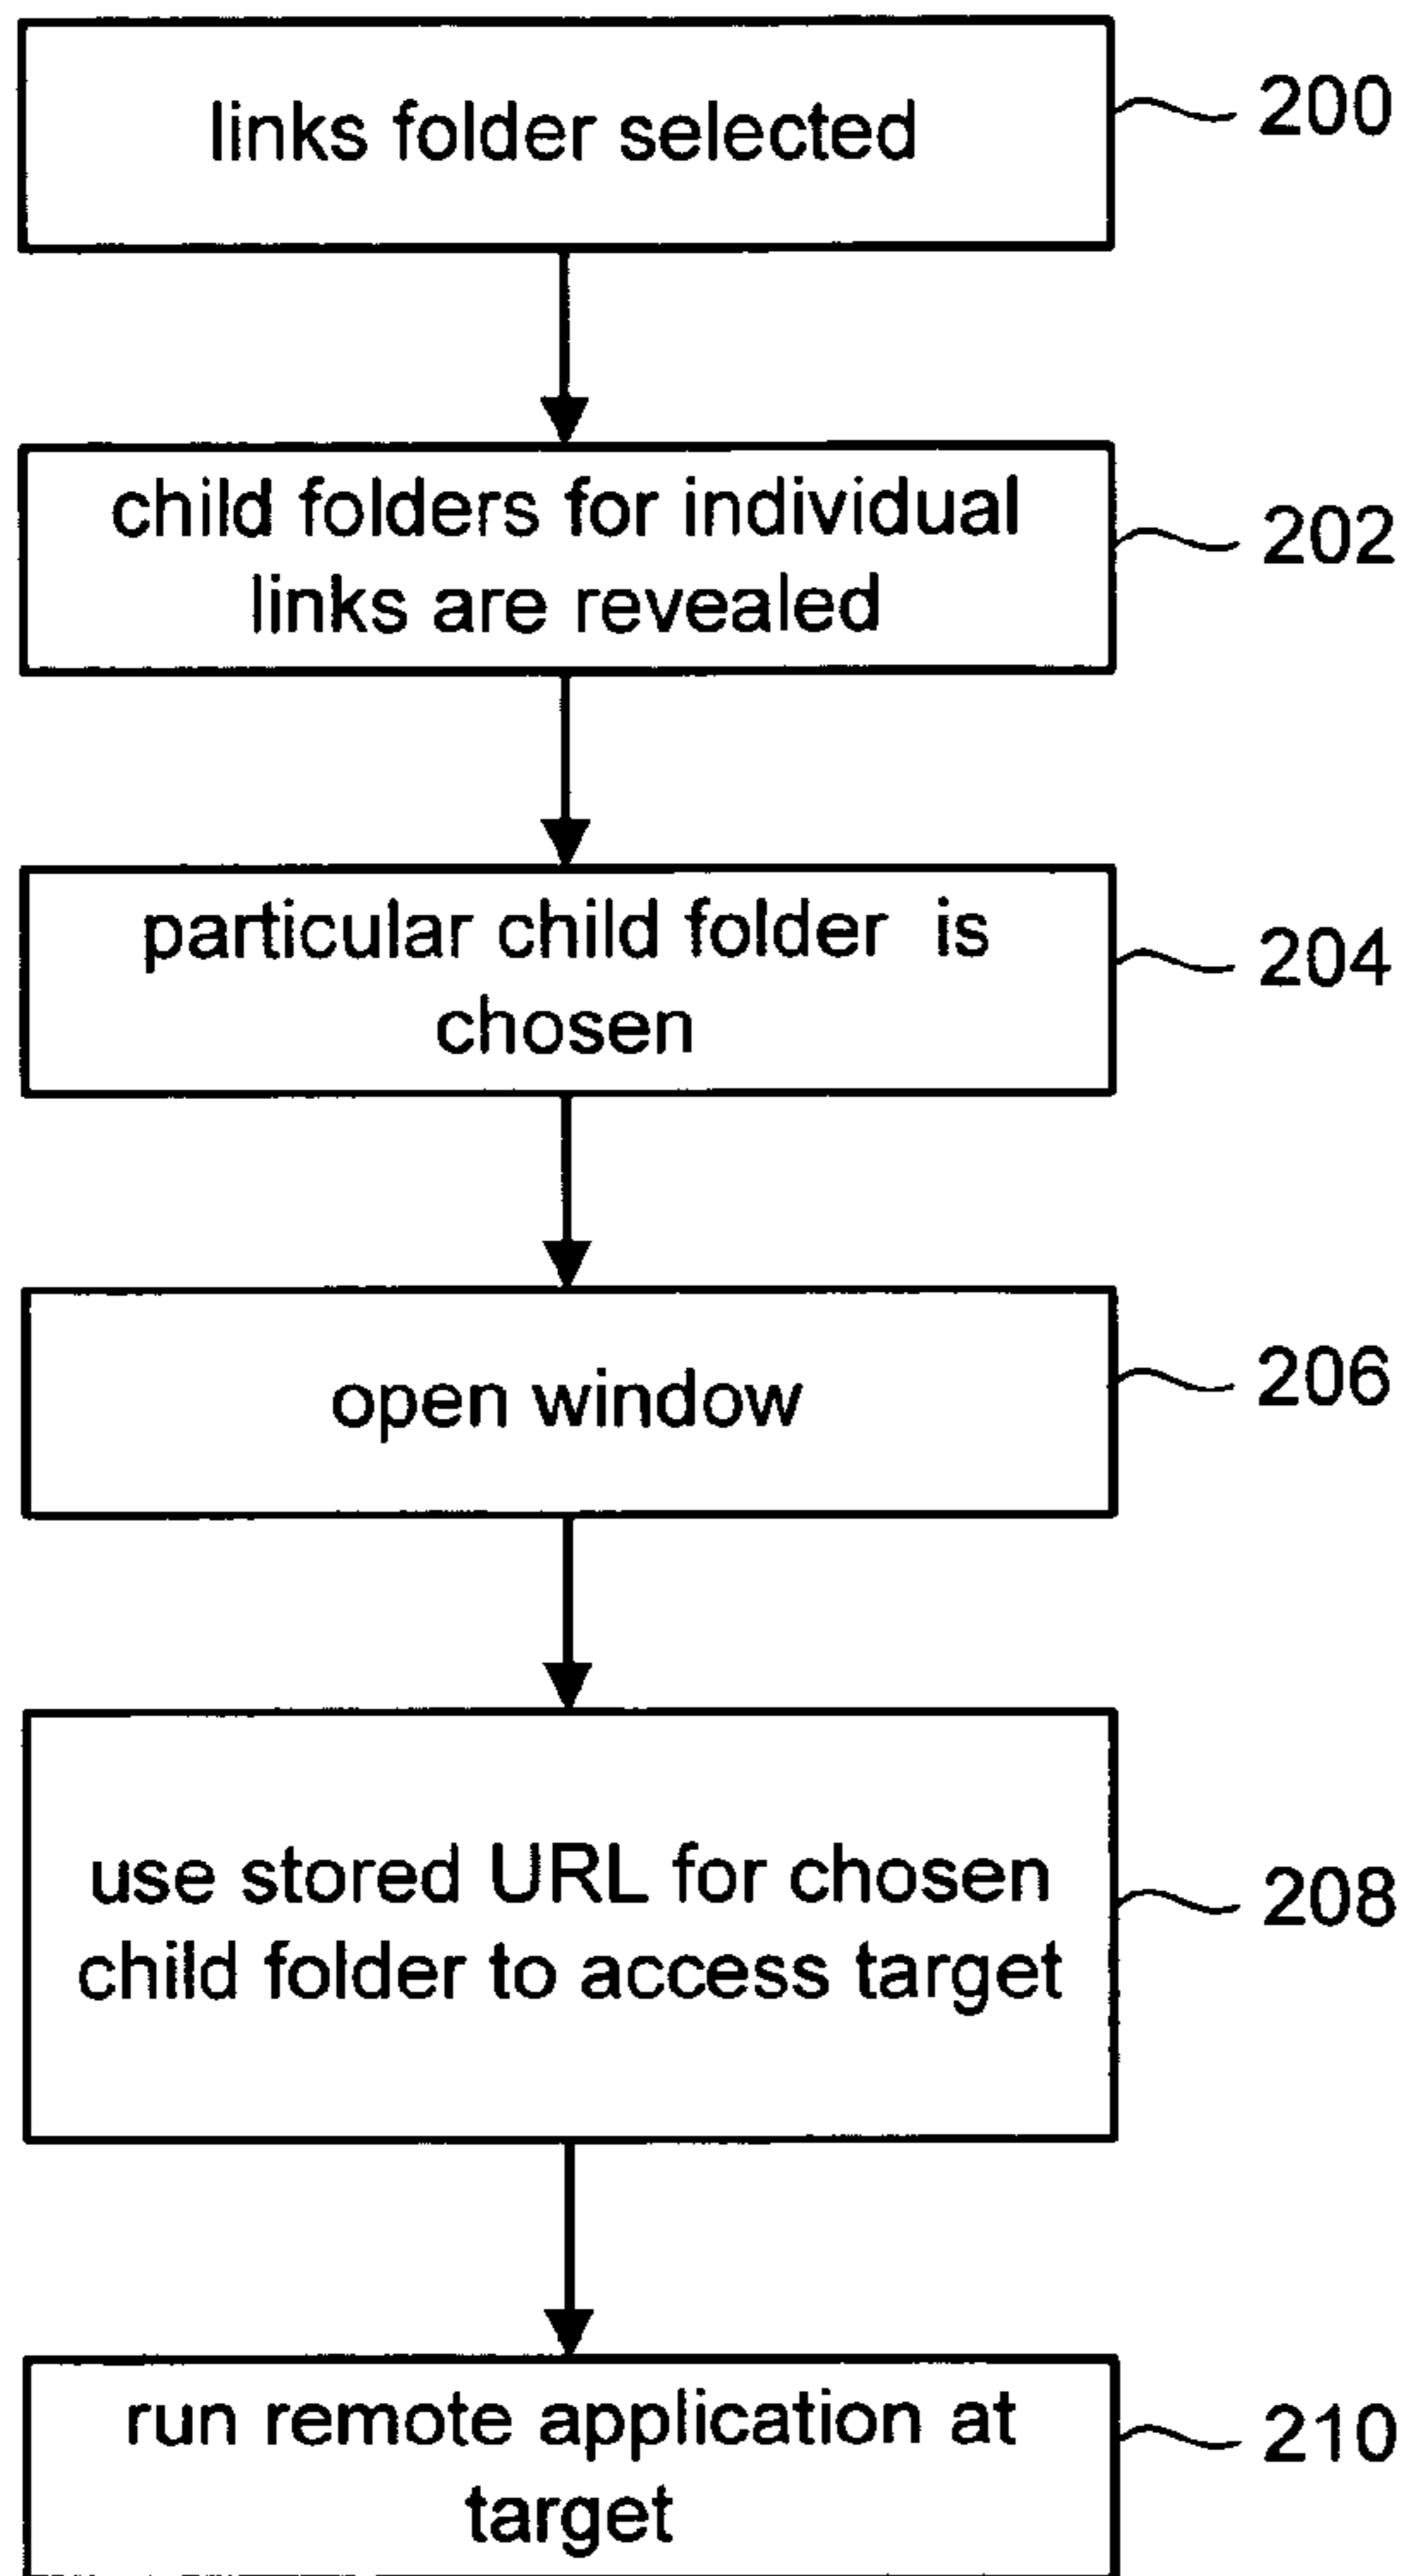 links folder selected
200
child folders for individual
links are revealed
202
particular child folder is
chosen
204
open window
206
use stored URL for chosen
child folder to access target
208
run remote application at
target
210